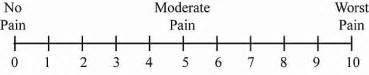 No Moderate Worst
Pain Pain Pain
0 1 2 3 4 5 6 7 8 9 10